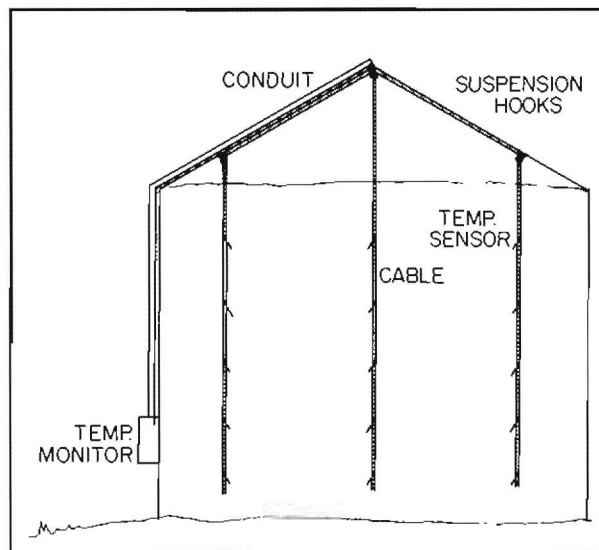 CONDUIT
SUSPENSION
HOOKS
TEMP.
SENSOR
CABLE
TEMP.
MONITOR